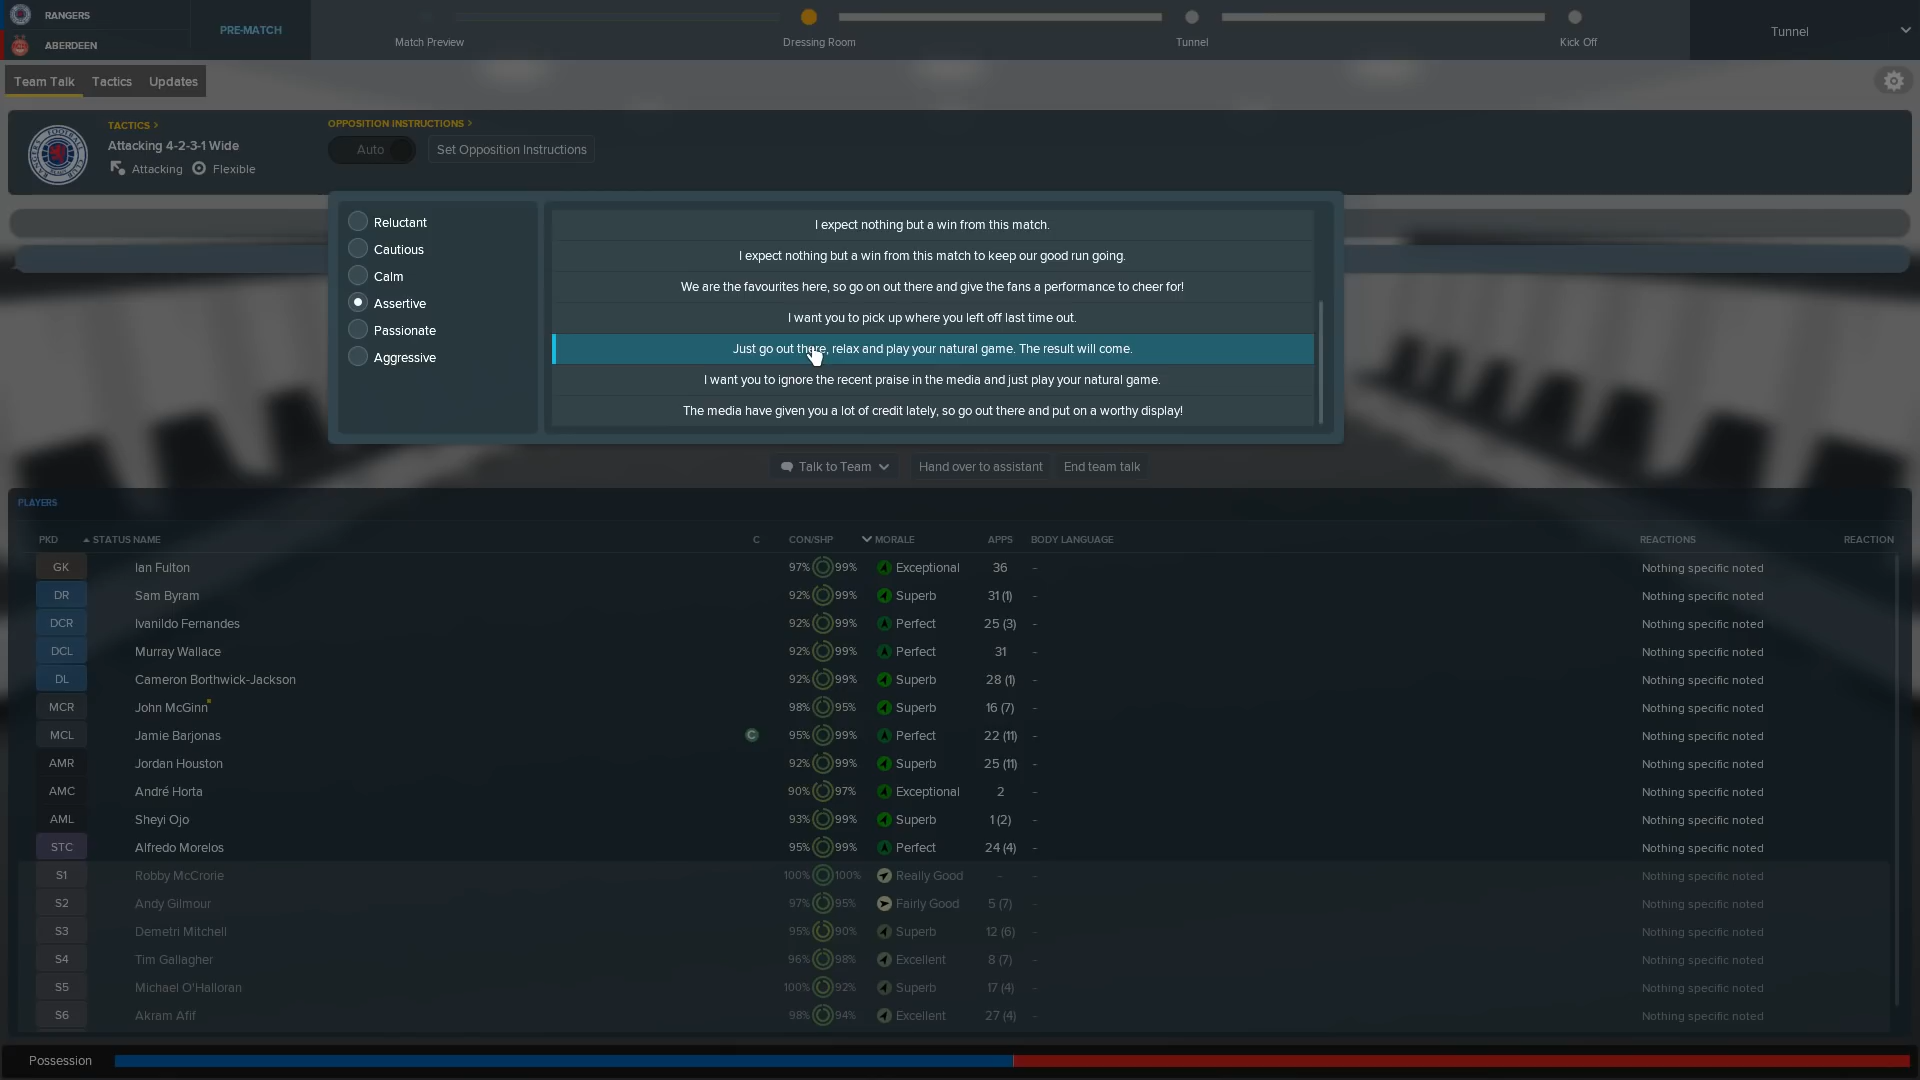 RANGERS
ABERDEEN
PRE-MATCH
Match Preview
Dressing Room
Tunnel
Kick Off
Tunnel
Team Talk
Tactics
Updates
TACTICS >
Attacking 4-2-3-1 Wide
Attacking
Flexible
OPPOSITION INSTRUCTIONS >
Auto
Set Opposition Instructions
Reluctant
Cautious
Calm
Assertive
Passionate
Aggressive
I expect nothing but a win from this match.
I expect nothing but a win from this match to keep our good run going.
We are the favourites here, so go on out there and give the fans a performance to cheer for!
I want you to pick up where you left off last time out.
Just go out there, relax and play your natural game. The result will come.
I want you to ignore the recent praise in the media and just play your natural game.
The media have given you a lot of credit lately, so go out there and put on a worthy display!
Talk to Team
Hand over to assistant
End team talk
PLAYERS
PKD STATUS NAME C CON/SHP MORALE APPS BODY LANGUAGE REACTIONS REACTION
GK Ian Fulton 97% 99% Exceptional 36 - Nothing specific noted
DR Sam Byram 92% 99% Superb 31 (1) - Nothing specific noted
DCR Ivanildo Fernandes 92% 99% Perfect 25 (3) - Nothing specific noted
DCL Murray Wallace 92% 99% Perfect 31 - Nothing specific noted
DL Cameron Borthwick-Jackson 92% 99% Superb 28 (1) - Nothing specific noted
MCR John McGinn 98% 95% Superb 16 (7) - Nothing specific noted
MCL Jamie Barjonas C 95% 99% Perfect 22 (11) - Nothing specific noted
AMR Jordan Houston 92% 99% Superb 25 (11) - Nothing specific noted
AMC André Horta 90% 97% Exceptional 2 - Nothing specific noted
AML Sheyi Ojo 93% 99% Superb 1 (2) - Nothing specific noted
STC Alfredo Morelos 95% 99% Perfect 24 (4) - Nothing specific noted
S1 Robby McCrorie 100% 100% Really Good - - Nothing specific noted
S2 Andy Gilmour 97% 95% Fairly Good 5 (7) - Nothing specific noted
S3 Demetri Mitchell 95% 90% Superb 12 (6) - Nothing specific noted
S4 Tim Gallagher 96% 98% Excellent 8 (7) - Nothing specific noted
S5 Michael O'Halloran 100% 92% Superb 17 (4) - Nothing specific noted
S6 Akram Afif 98% 94% Excellent 27 (4) - Nothing specific noted
Possession